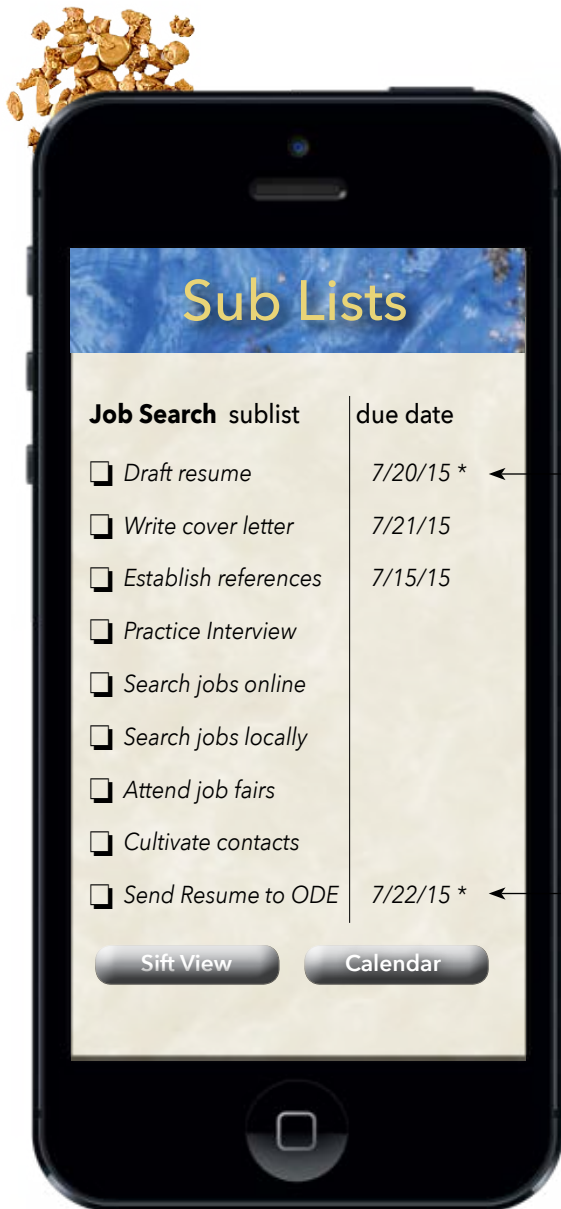 Sub Lists
Job Search sublist due date
Draft resume 7/20/15 *
Write cover letter 7/21/15
Establish references 7/15/15
Practice Interview
Search jobs online
Search jobs locally
Attend job fairs
Cultivate contacts
Send Resume to ODE 7/22/15 *
Sift View Calendar